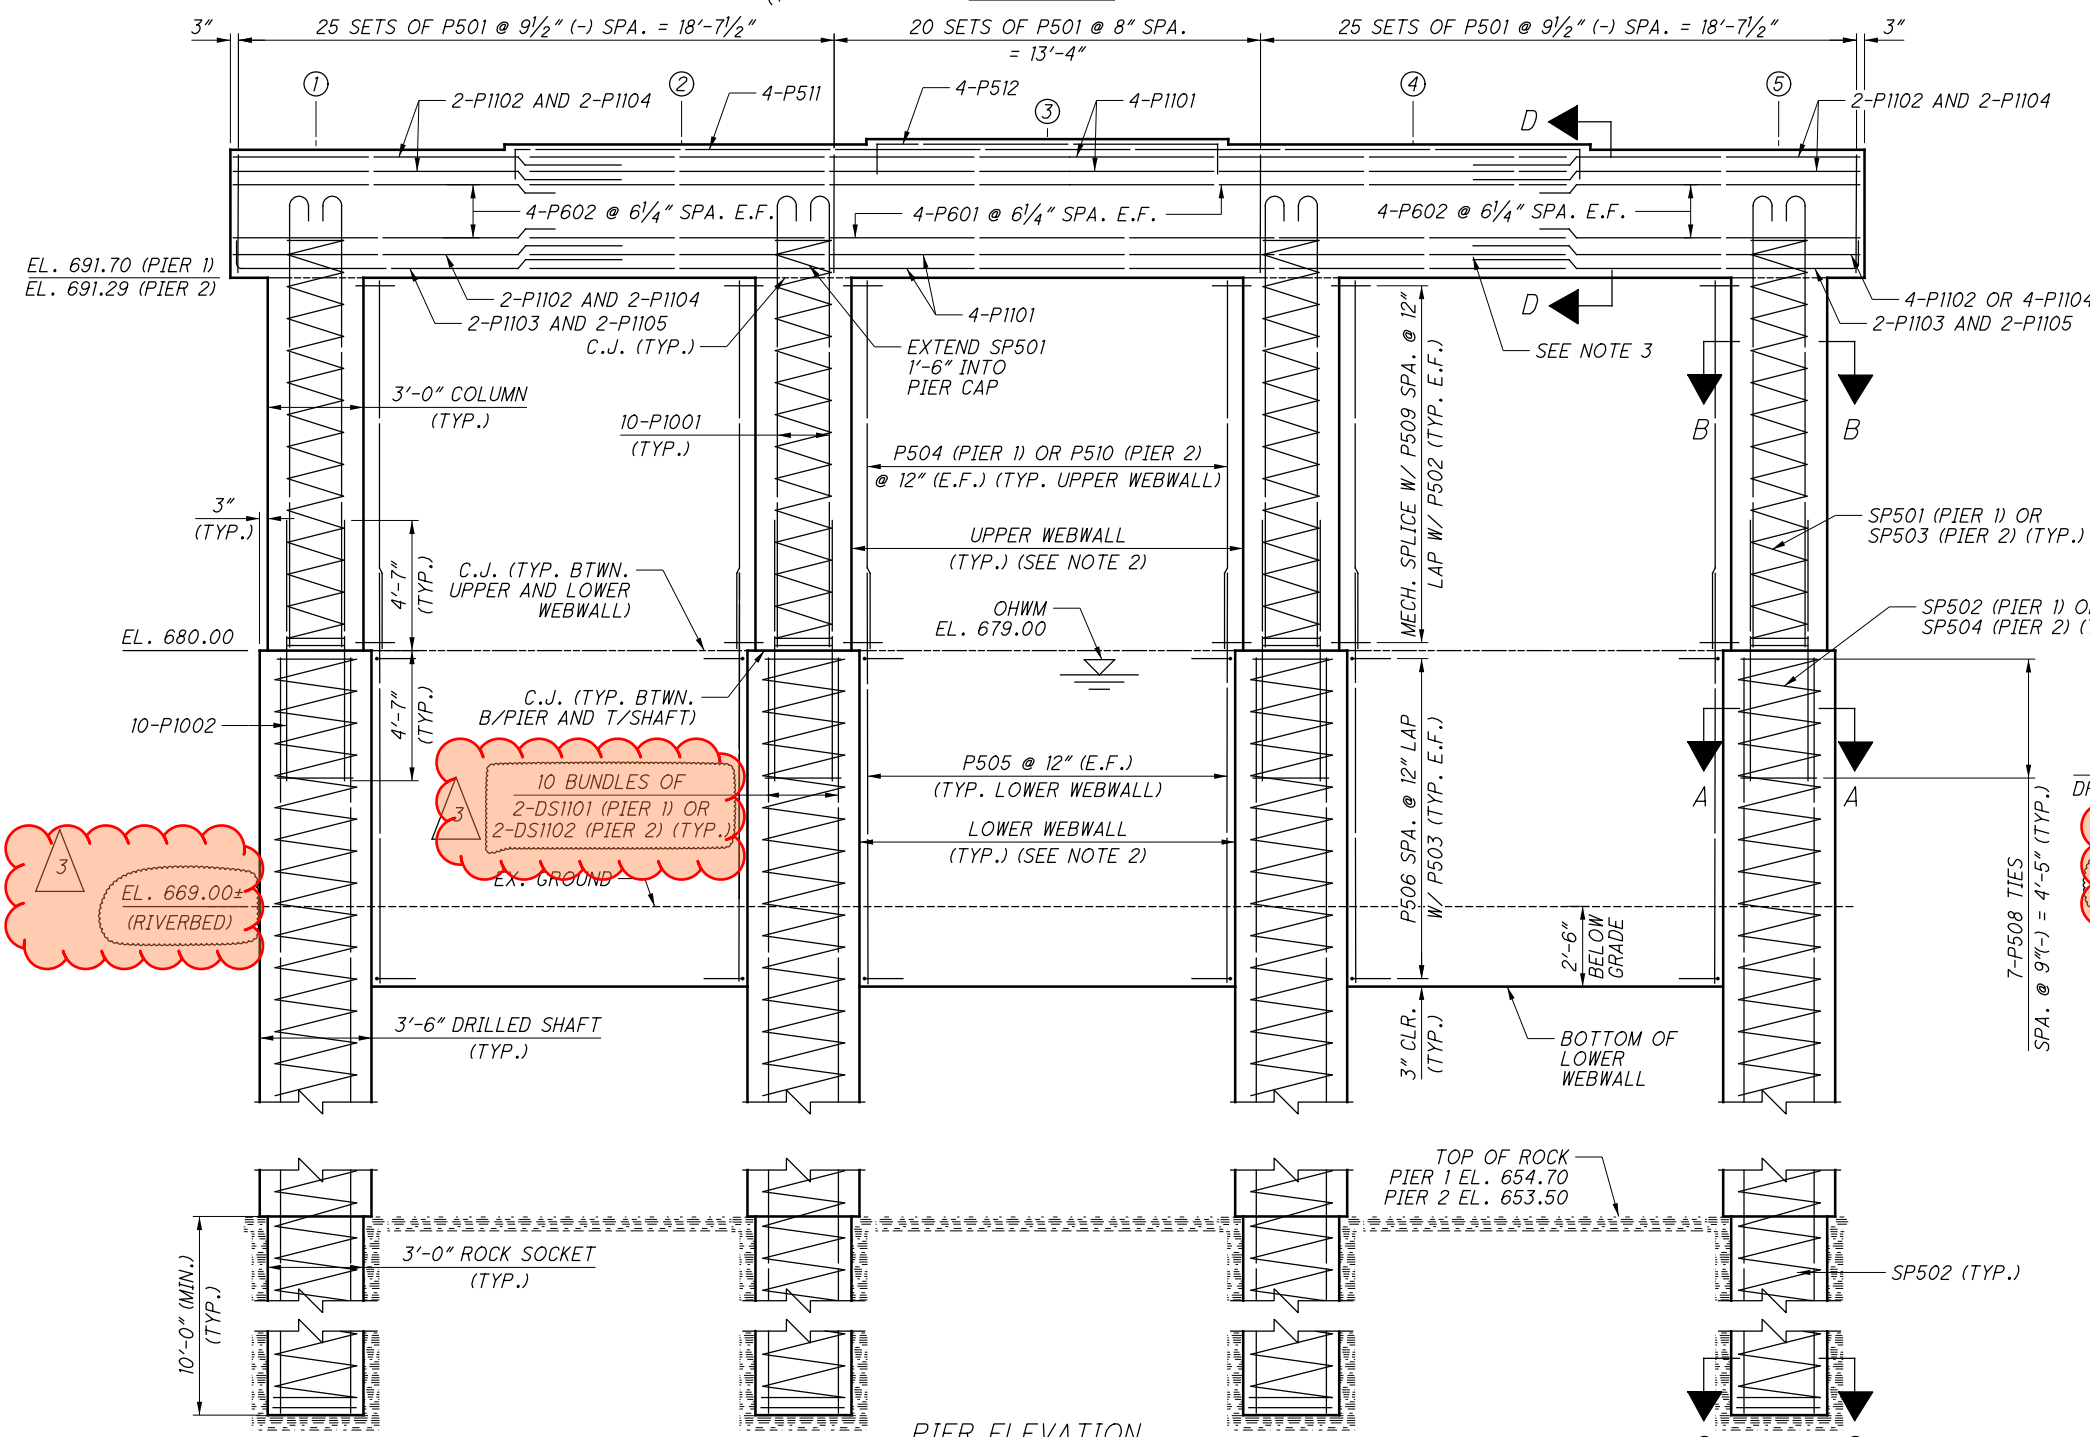 3" 25 SETS OF P501 @ 9½" (-) SPA. = 18'-7½" 20 SETS OF P501 @ 8" SPA. 25 SETS OF P501 @ 9½" (-) SPA. = 18'-7½" 3"
= 13'-4"
1 2 3 4 5
2-P1102 AND 2-P1104
4-P511
4-P512
4-P1101
D
2-P1102 AND 2-P1104
4-P602 @ 6¼" SPA. E.F.
4-P601 @ 6¼" SPA. E.F.
4-P602 @ 6¼" SPA. E.F.
EL. 691.70 (PIER 1)
EL. 691.29 (PIER 2)
2-P1102 AND 2-P1104
2-P1103 AND 2-P1105
C.J. (TYP.)
4-P1101
EXTEND SP501
1'-6" INTO
PIER CAP
D
SEE NOTE 3
4-P1102 OR 4-P1104
2-P1103 AND 2-P1105
3'-0" COLUMN
(TYP.)
10-P1001
(TYP.)
P504 (PIER 1) OR P510 (PIER 2)
@ 12" (E.F.) (TYP. UPPER WEBWALL)
MECH. SPLICE W/ P509 SPA. @ 12"
LAP W/ P502 (TYP. E.F.)
B B
3"
(TYP.)
4'-7"
(TYP.)
C.J. (TYP. BTWN.
UPPER AND LOWER
WEBWALL)
UPPER WEBWALL
(TYP.) (SEE NOTE 2)
OHWM
EL. 679.00
SP501 (PIER 1) OR
SP503 (PIER 2) (TYP.)
SP502 (PIER 1)
SP504 (PIER 2)
EL. 680.00
10-P1002
4'-7"
(TYP.)
C.J. (TYP. BTWN.
B/PIER AND T/SHAFT)
3
10 BUNDLES OF
2-DS1101 (PIER 1) OR
2-DS1102 (PIER 2) (TYP.)
P505 @ 12" (E.F.)
(TYP. LOWER WEBWALL)
P506 SPA. @ 12" LAP
W/ P503 (TYP. E.F.)
A A
7-P508 TIES
SPA. @ 9"(-) = 4'-5" (TYP.)
LOWER WEBWALL
(TYP.) (SEE NOTE 2)
3
EL. 669.00±
(RIVERBED)
EX. GROUND
2'-6"
BELOW
GRADE
3'-6" DRILLED SHAFT
(TYP.)
3" CLR.
(TYP.)
BOTTOM OF
LOWER
WEBWALL
TOP OF ROCK
PIER 1 EL. 654.70
PIER 2 EL. 653.50
10'-0" (MIN.)
(TYP.)
3'-0" ROCK SOCKET
(TYP.)
SP502 (TYP.)
PIER ELEVATION